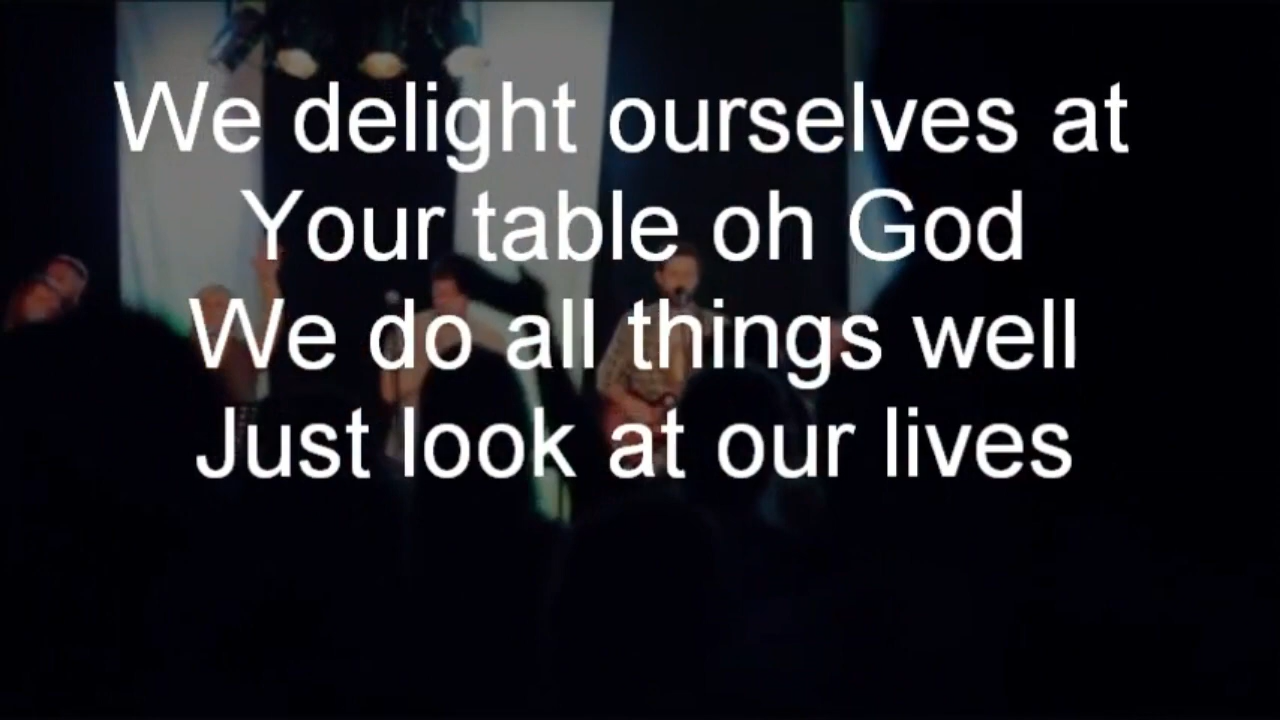 We delight ourselves at
Your table oh God
We do all things well
Just look at our lives